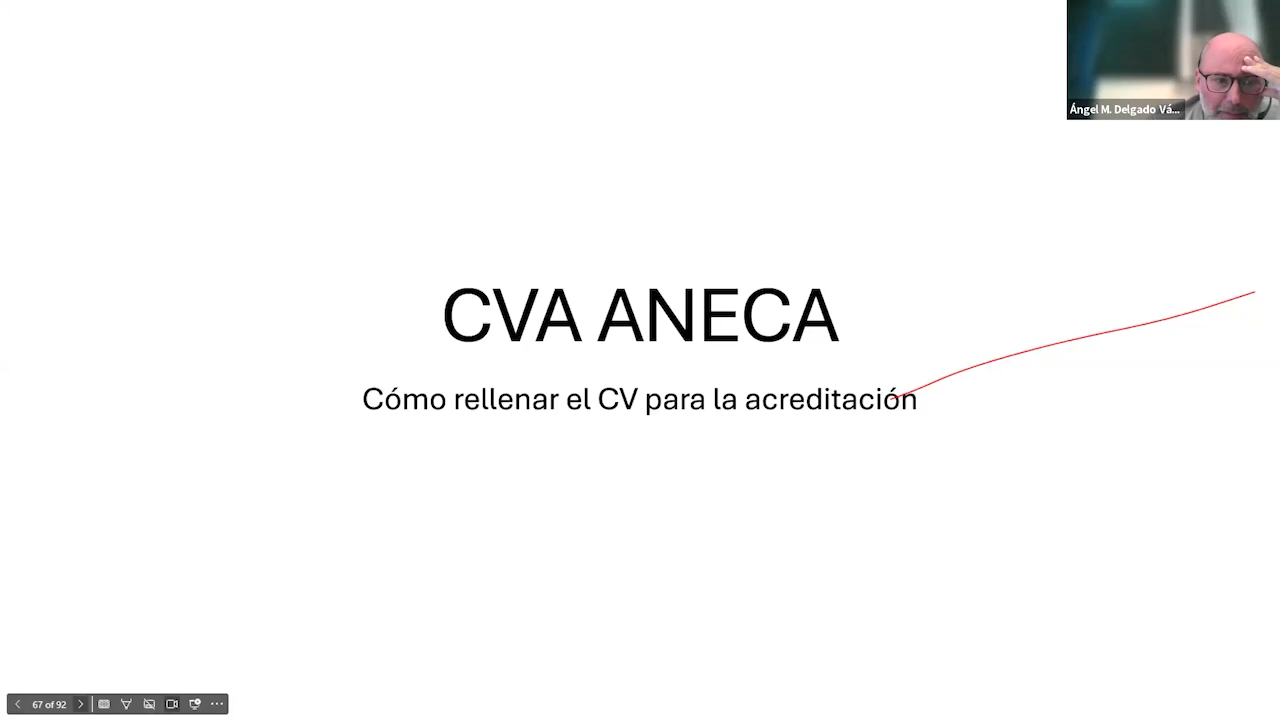 Ángel M. Delgado Vá...
CVA ANECA
Cómo rellenar el CV para la acreditación
67 of 92